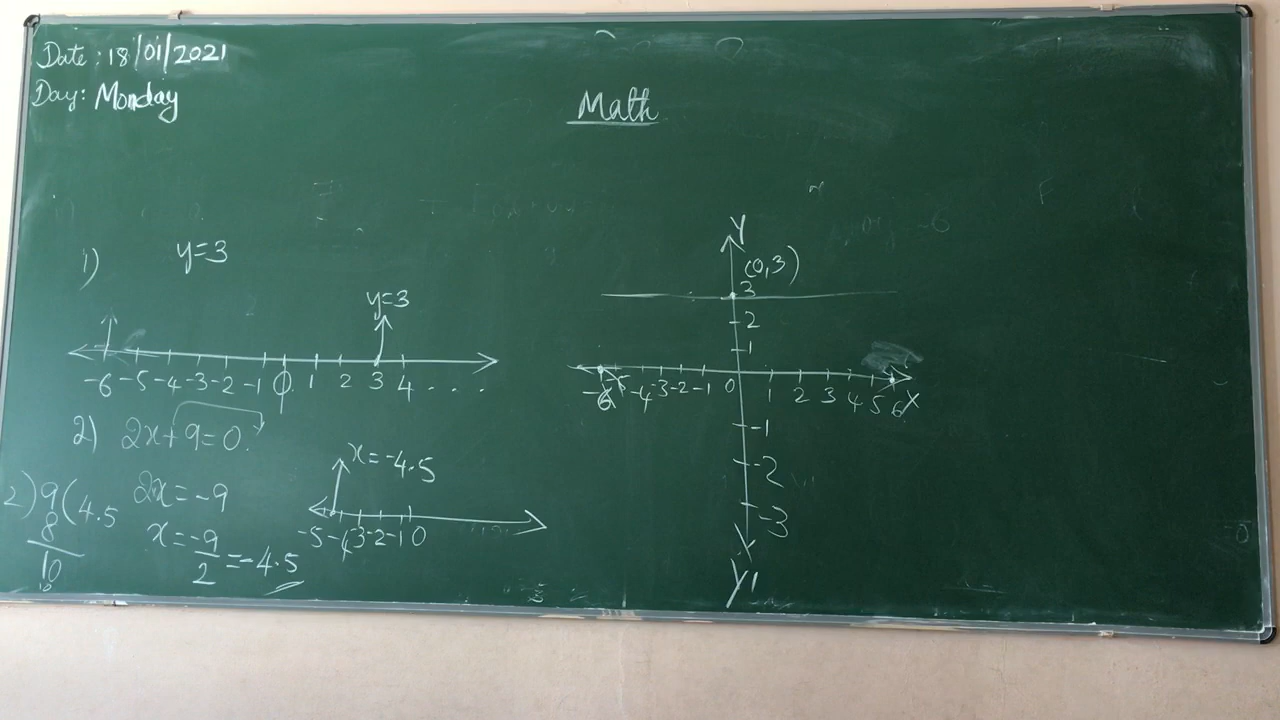 Date: 18/01/2021
Day: Monday
Math
1) y=3
y=3
-6 -5 -4 -3 -2 -1 0 1 2 3 4 . . . .
2) 2x+9=0.
2x=-9
x=-9/2=-4.5
2)9(4.5
8
10
10
x=-4.5
-5 -4 -3 -2 -1 0
Y
(0,3)
3
2
1
-6 -5 -4 -3 -2 -1 0 1 2 3 4 5 6 X
-1
-2
-3
Y'